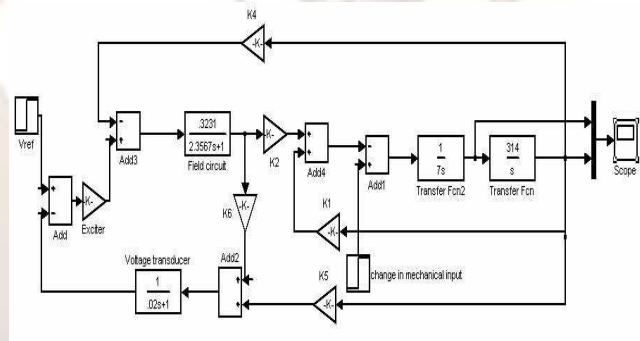 K4
-K-
.3231
2.3567s+1
Field circuit
-K-
K2
Add3
Add4
Add1
1
7s
Transfer Fcn2
314
s
Transfer Fcn
Scope
Vref
Add
-K-
Exciter
K6
-K-
K1
-K-
change in mechanical input
Voltage transducer
1
.02s+1
Add2
K5
-K-